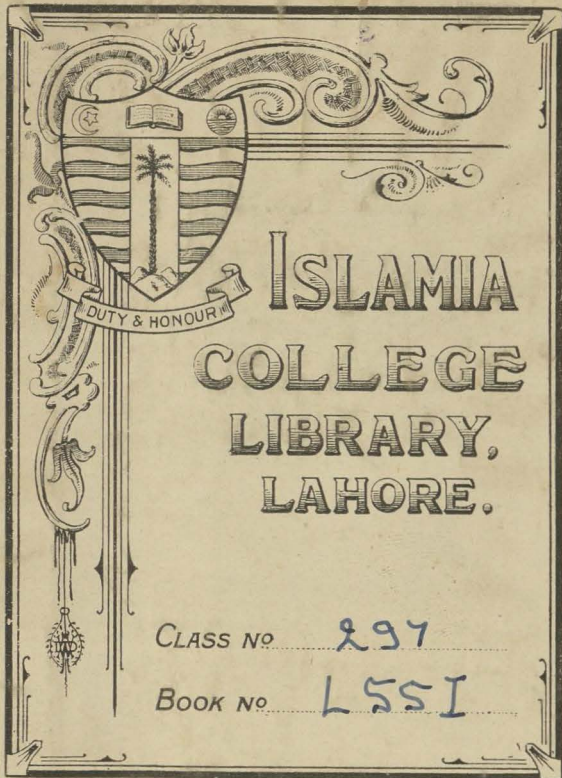 DUTY & HONOUR
ISLAMIA
COLLEGE
LIBRARY,
LAHORE.
CLASS NO 297
BOOK NO L55I